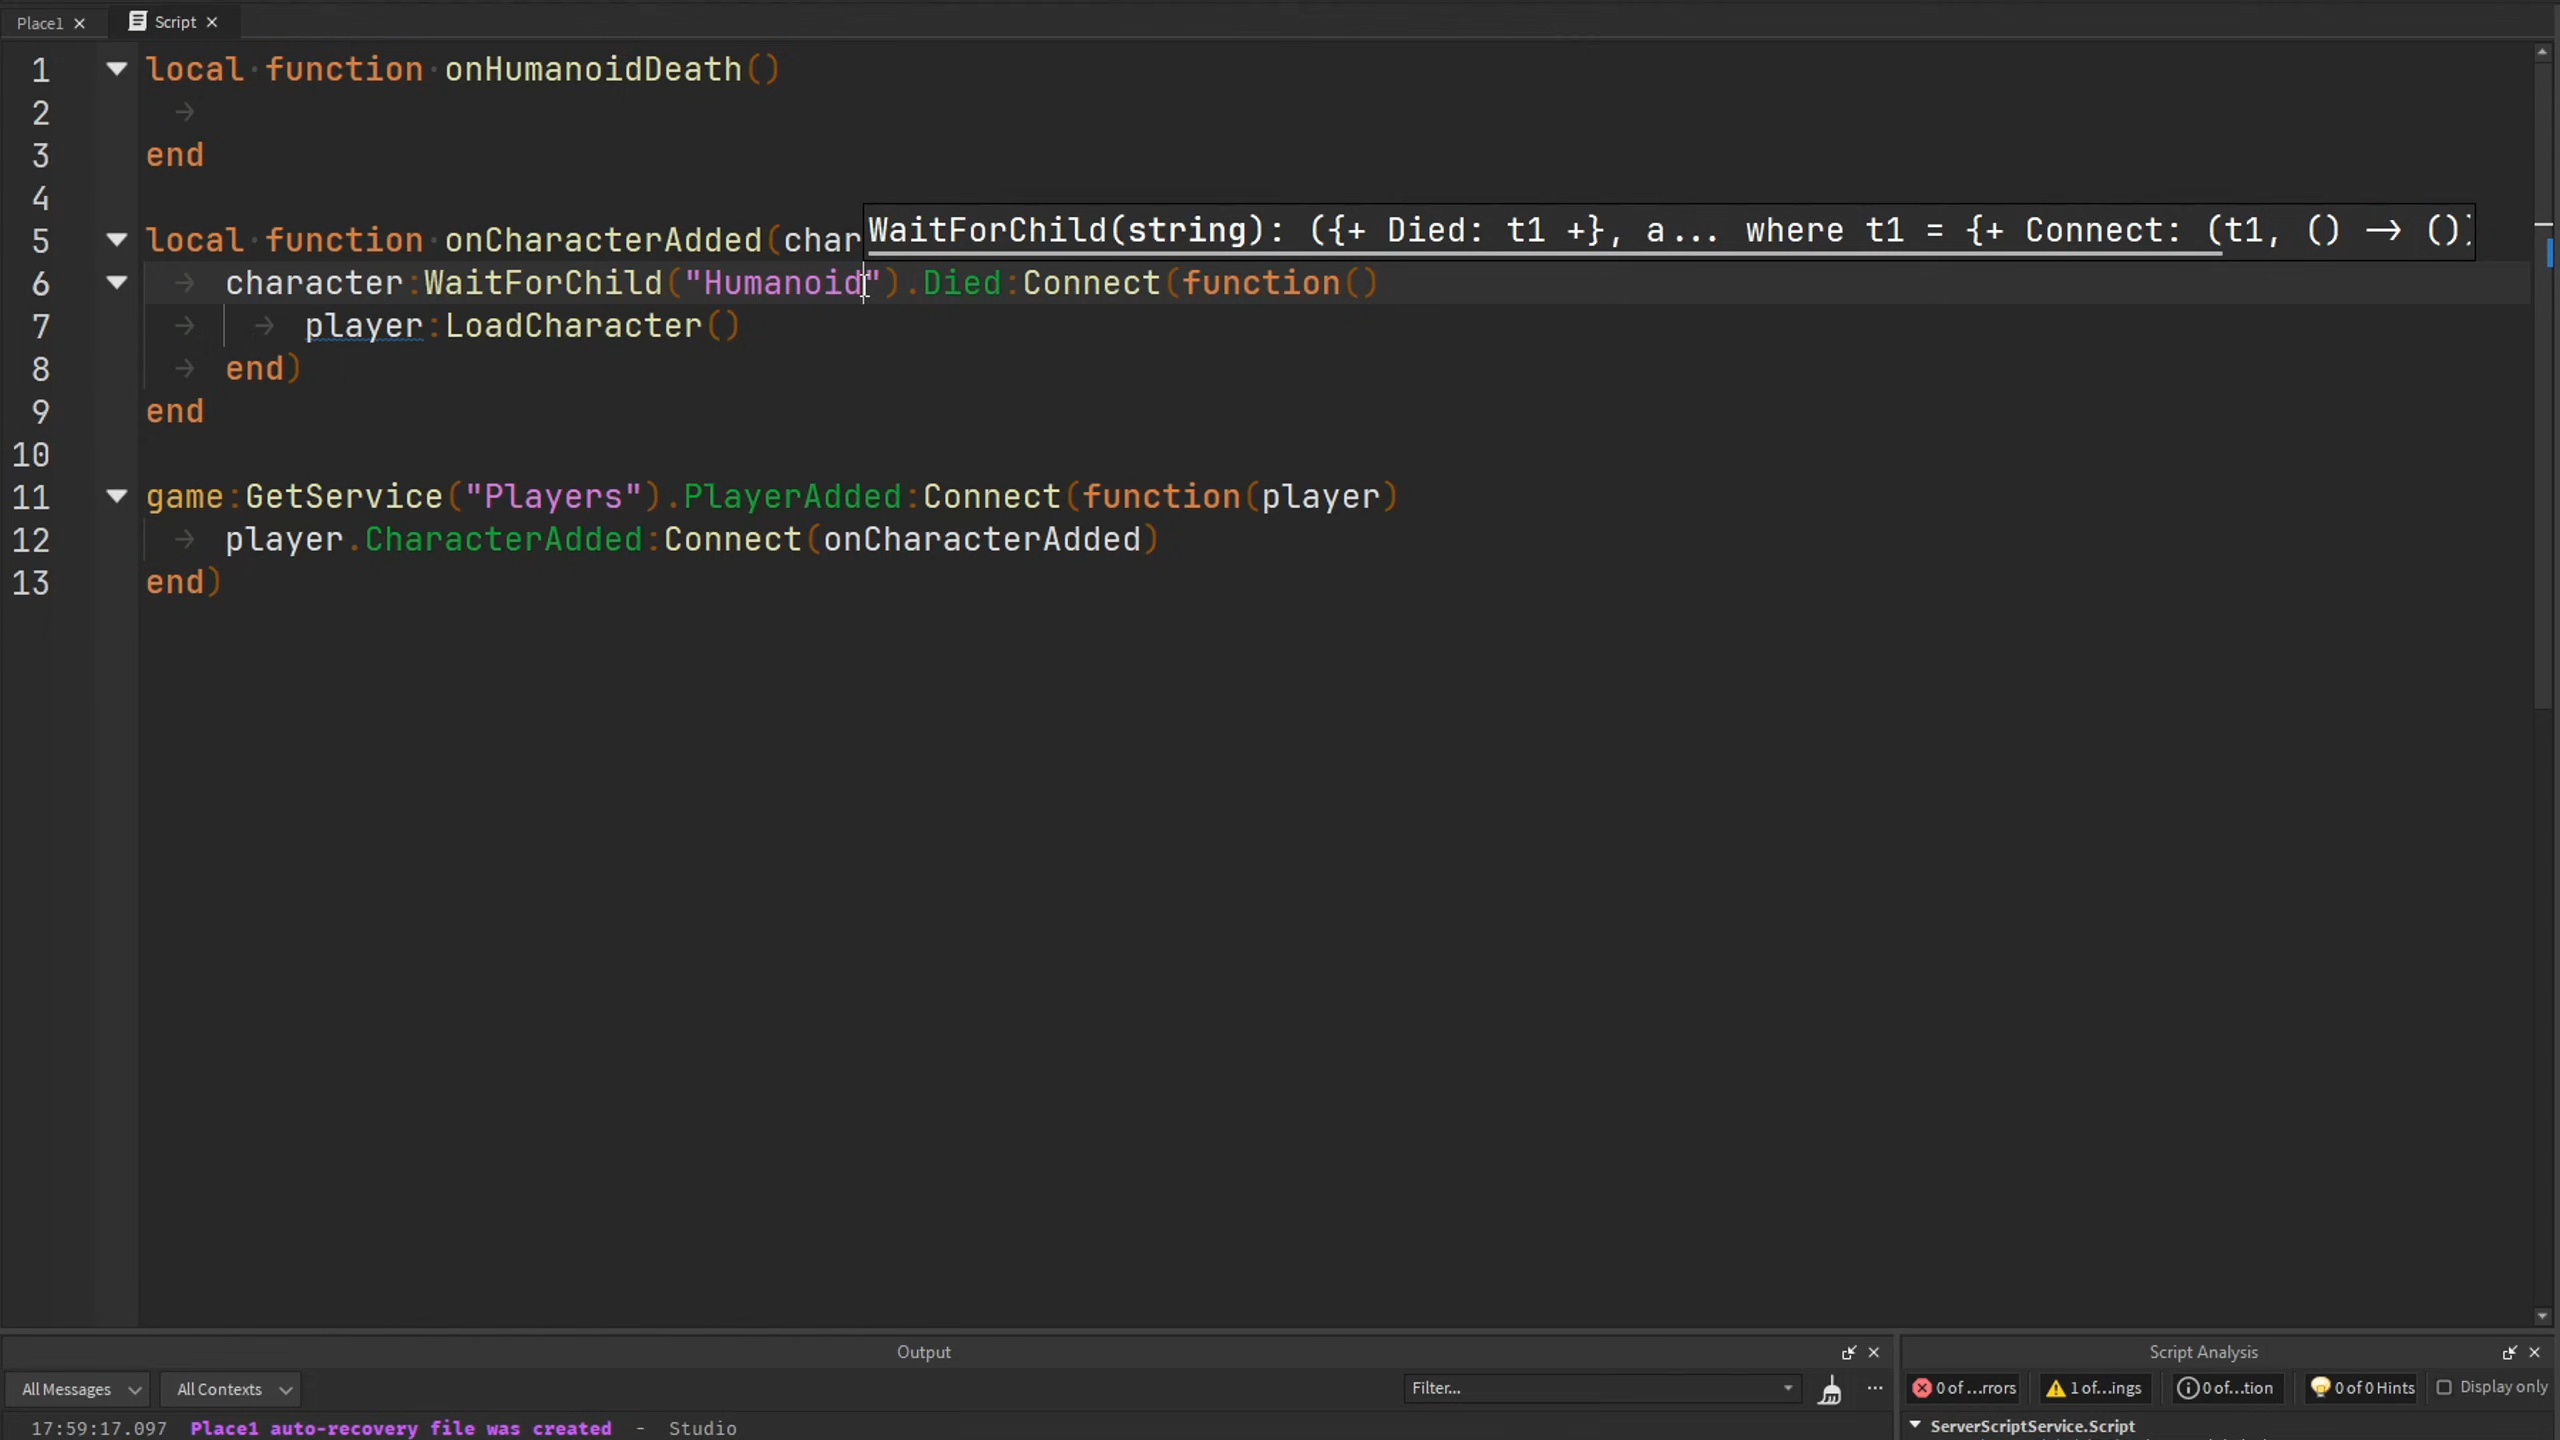 Place1
Script
1 local function onHumanoidDeath()
2
3 end
4
5 local function onCharacterAdded(char
WaitForChild(string): ({+ Died: t1 +}, a... where t1 = {+ Connect: (t1, () → ()
6 character:WaitForChild("Humanoid").Died:Connect(function()
7 player:LoadCharacter()
8 end)
9 end
10
11 game:GetService("Players").PlayerAdded:Connect(function(player)
12 player.CharacterAdded:Connect(onCharacterAdded)
13 end)
Output
All Messages
All Contexts
Filter...
17:59:17.097 Place1 auto-recovery file was created - Studio
Script Analysis
0 of ...rrors
1 of...ings
0 of...tion
0 of 0 Hints
Display only
ServerScriptService.Script